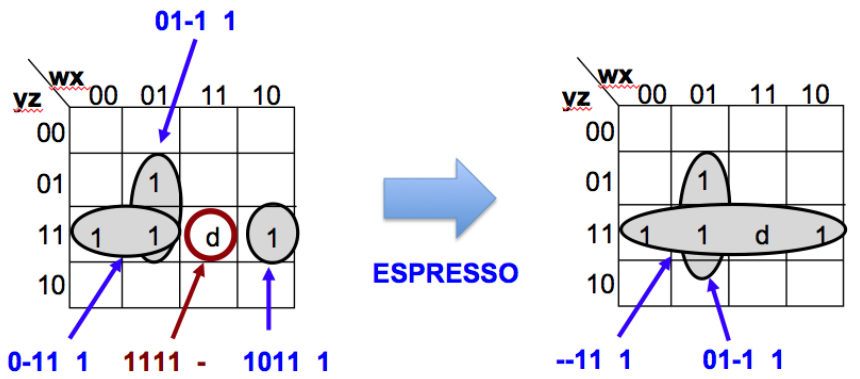 01-1 1
wx
yz 00 01 11 10
00
01 1
11 1 1 d 1
10
0-11 1 1111 - 1011 1
ESPRESSO
wx
yz 00 01 11 10
00
01 1
11 1 1 d 1
10
--11 1 01-1 1